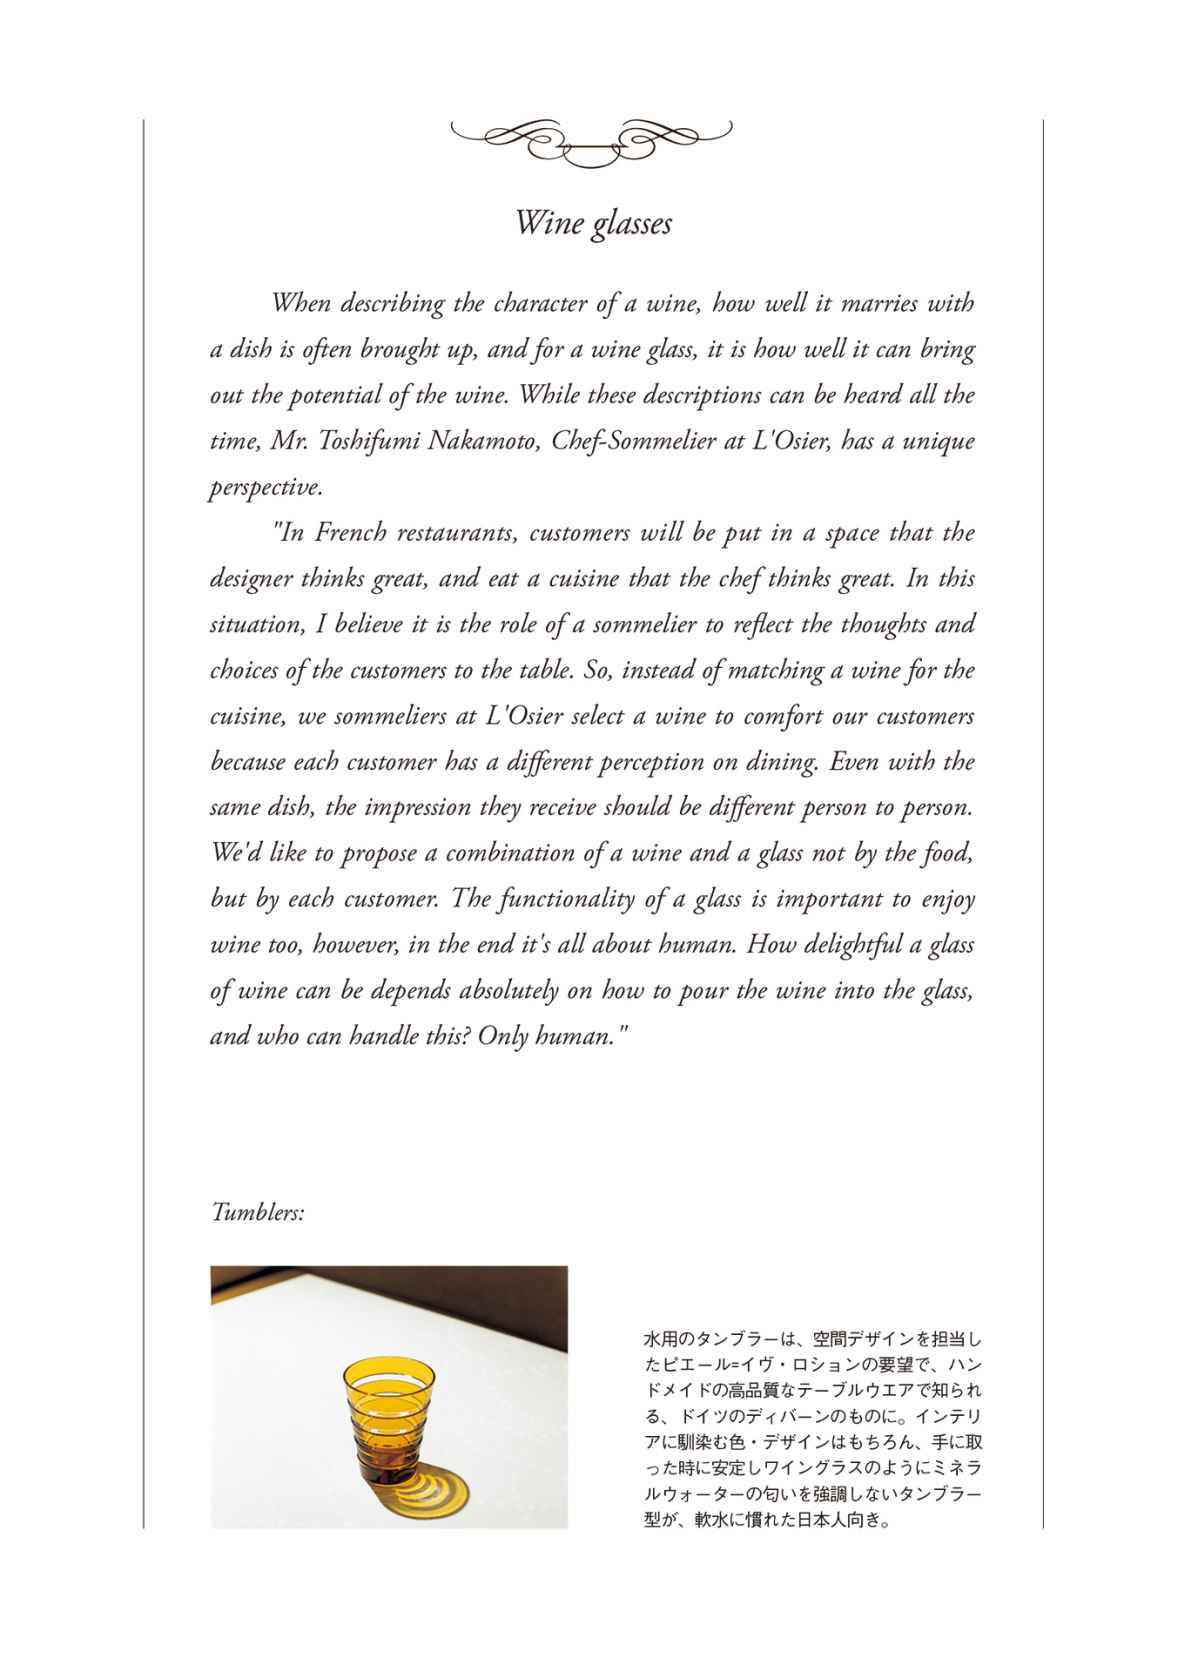 Wine glasses
When describing the character of a wine, how well it marries with
a dish is often brought up, and for a wine glass, it is how well it can bring
out the potential of the wine. While these descriptions can be heard all the
time, Mr. Toshifumi Nakamoto, Chef-Sommelier at L'Osier, has a unique
perspective.
"In French restaurants, customers will be put in a space that the
designer thinks great, and eat a cuisine that the chef thinks great. In this
situation, I believe it is the role of a sommelier to reflect the thoughts and
choices of the customers to the table. So, instead of matching a wine for the
cuisine, we sommeliers at L'Osier select a wine to comfort our customers
because each customer has a different perception on dining. Even with the
same dish, the impression they receive should be different person to person.
We'd like to propose a combination of a wine and a glass not by the food,
but by each customer. The functionality of a glass is important to enjoy
wine too, however, in the end it's all about human. How delightful a glass
of wine can be depends absolutely on how to pour the wine into the glass,
and who can handle this? Only human."
Tumblers:
水用のタンブラーは、空間デザインを担当し
たピエール=イヴ・ロションの要望で、ハン
ドメイドの高品質なテーブルウエアで知られ
る、ドイツのディバーンのものに。インテリ
アに馴染む色・デザインはもちろん、手に取
った時に安定しワイングラスのようにミネラ
ルウォーターの匂いを強調しないタンブラー
型が、軟水に慣れた日本人向き。